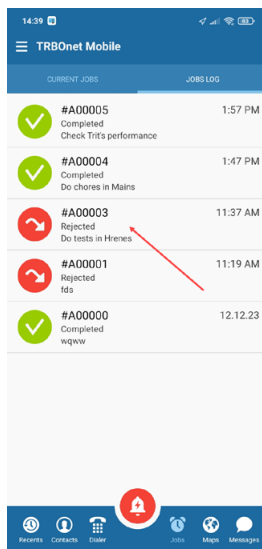 14:39
TRBOnet Mobile
CURRENT JOBS JOBS LOG
#A00005 1:57 PM
Completed
Check Trit's performance
#A00004 1:47 PM
Completed
Do chores in Mains
#A00003 11:37 AM
Rejected
Do tests in Hrenes
#A00001 11:19 AM
Rejected
fds
#A00000 12.12.23
Completed
wqww
Recents Contacts Dialer Jobs Maps Messages